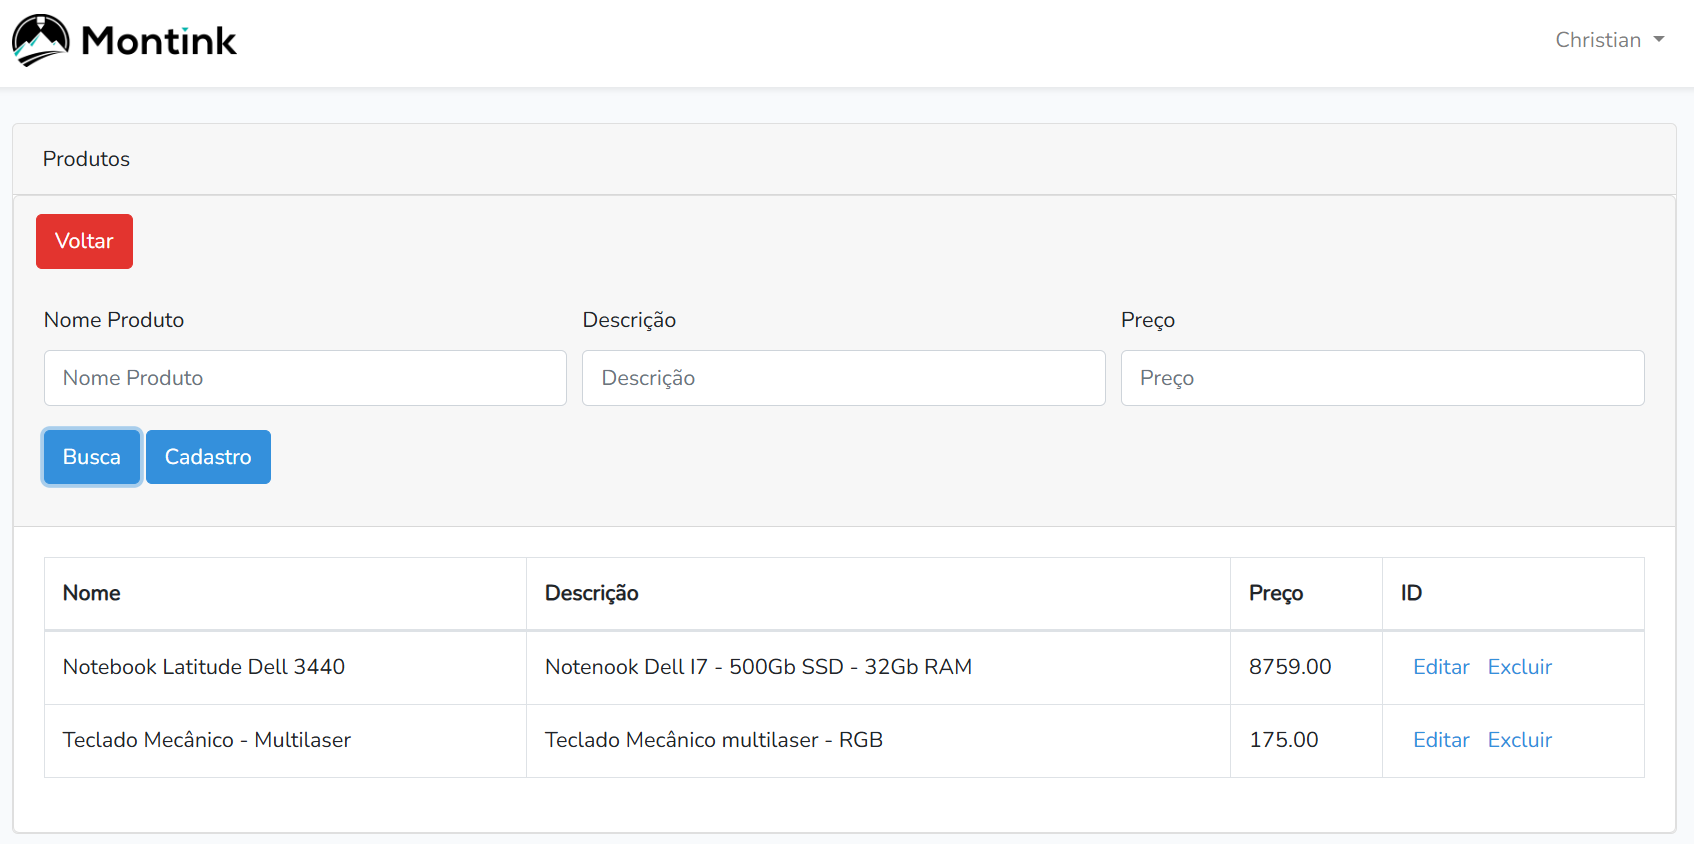 Montink
Christian
Produtos
Voltar
Nome Produto Descrição Preço
Nome Produto Descrição Preço
Busca Cadastro
Nome Descrição Preço ID
Notebook Latitude Dell 3440 Notenook Dell I7 - 500Gb SSD - 32Gb RAM 8759.00 Editar Excluir
Teclado Mecânico - Multilaser Teclado Mecânico multilaser - RGB 175.00 Editar Excluir